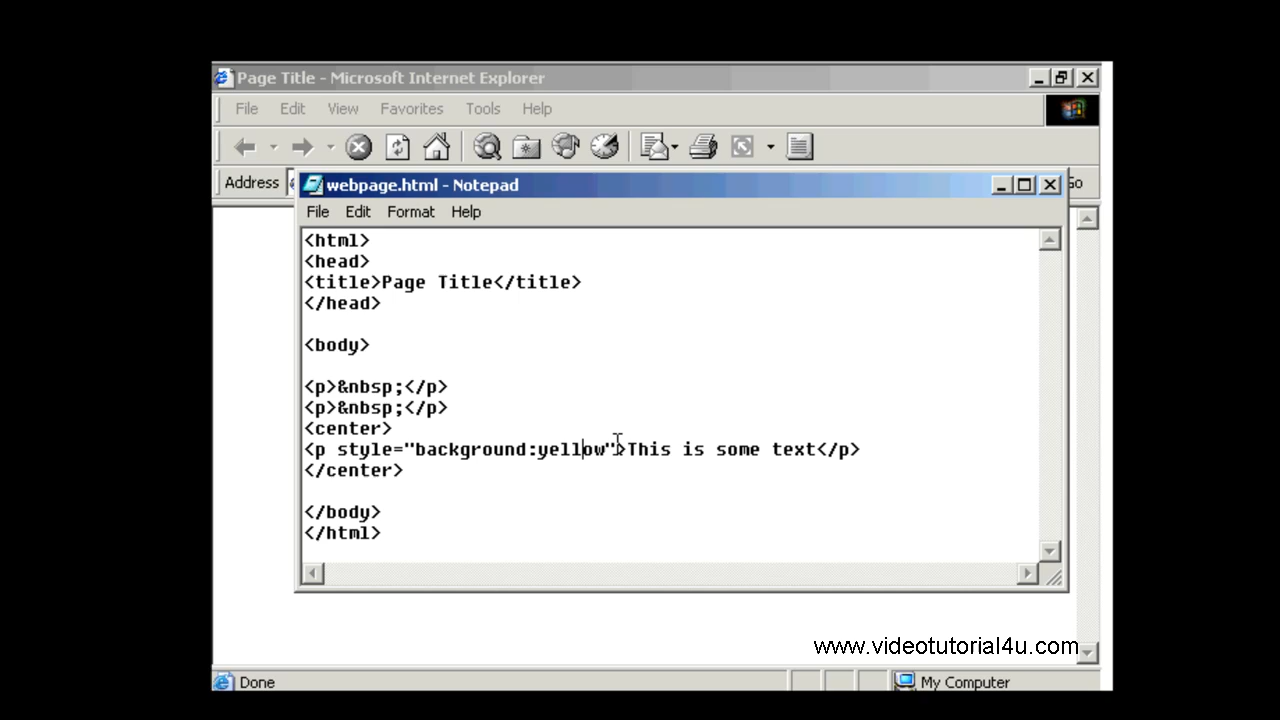 Page Title - Microsoft Internet Explorer
File Edit View Favorites Tools Help
Address
webpage.html - Notepad
File Edit Format Help
<html>
<head>
<title>Page Title</title>
</head>
<body>
<p>&nbsp;</p>
<p>&nbsp;</p>
<center>
<p style="background:yellow">This is some text</p>
</center>
</body>
</html>
www.videotutorial4u.com
Done My Computer